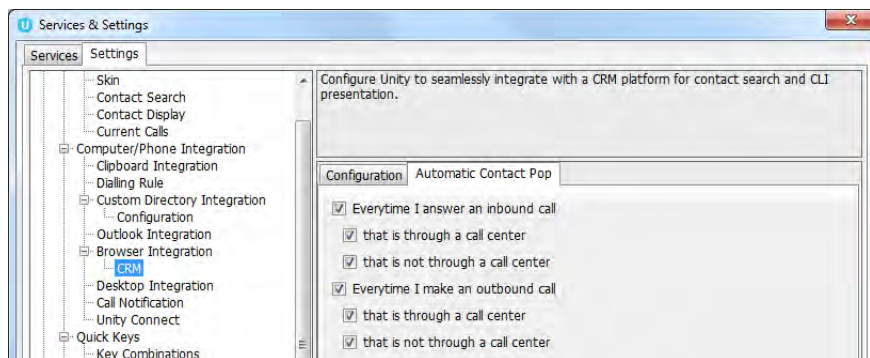 Services & Settings
Services Settings
Skin
Contact Search
Contact Display
Current Calls
Computer/Phone Integration
Clipboard Integration
Dialling Rule
Custom Directory Integration
Configuration
Outlook Integration
Browser Integration
CRM
Desktop Integration
Call Notification
Unity Connect
Quick Keys
Key Combinations
Configure Unity to seamlessly integrate with a CRM platform for contact search and CLI
presentation.
Configuration Automatic Contact Pop
Everytime I answer an inbound call
that is through a call center
that is not through a call center
Everytime I make an outbound call
that is through a call center
that is not through a call center